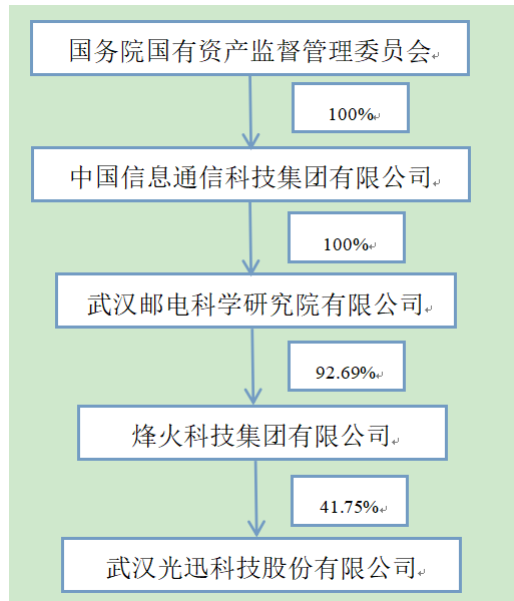 国务院国有资产监督管理委员会
100%
中国信息通信科技集团有限公司
100%
武汉邮电科学研究院有限公司
92.69%
烽火科技集团有限公司
41.75%
武汉光迅科技股份有限公司